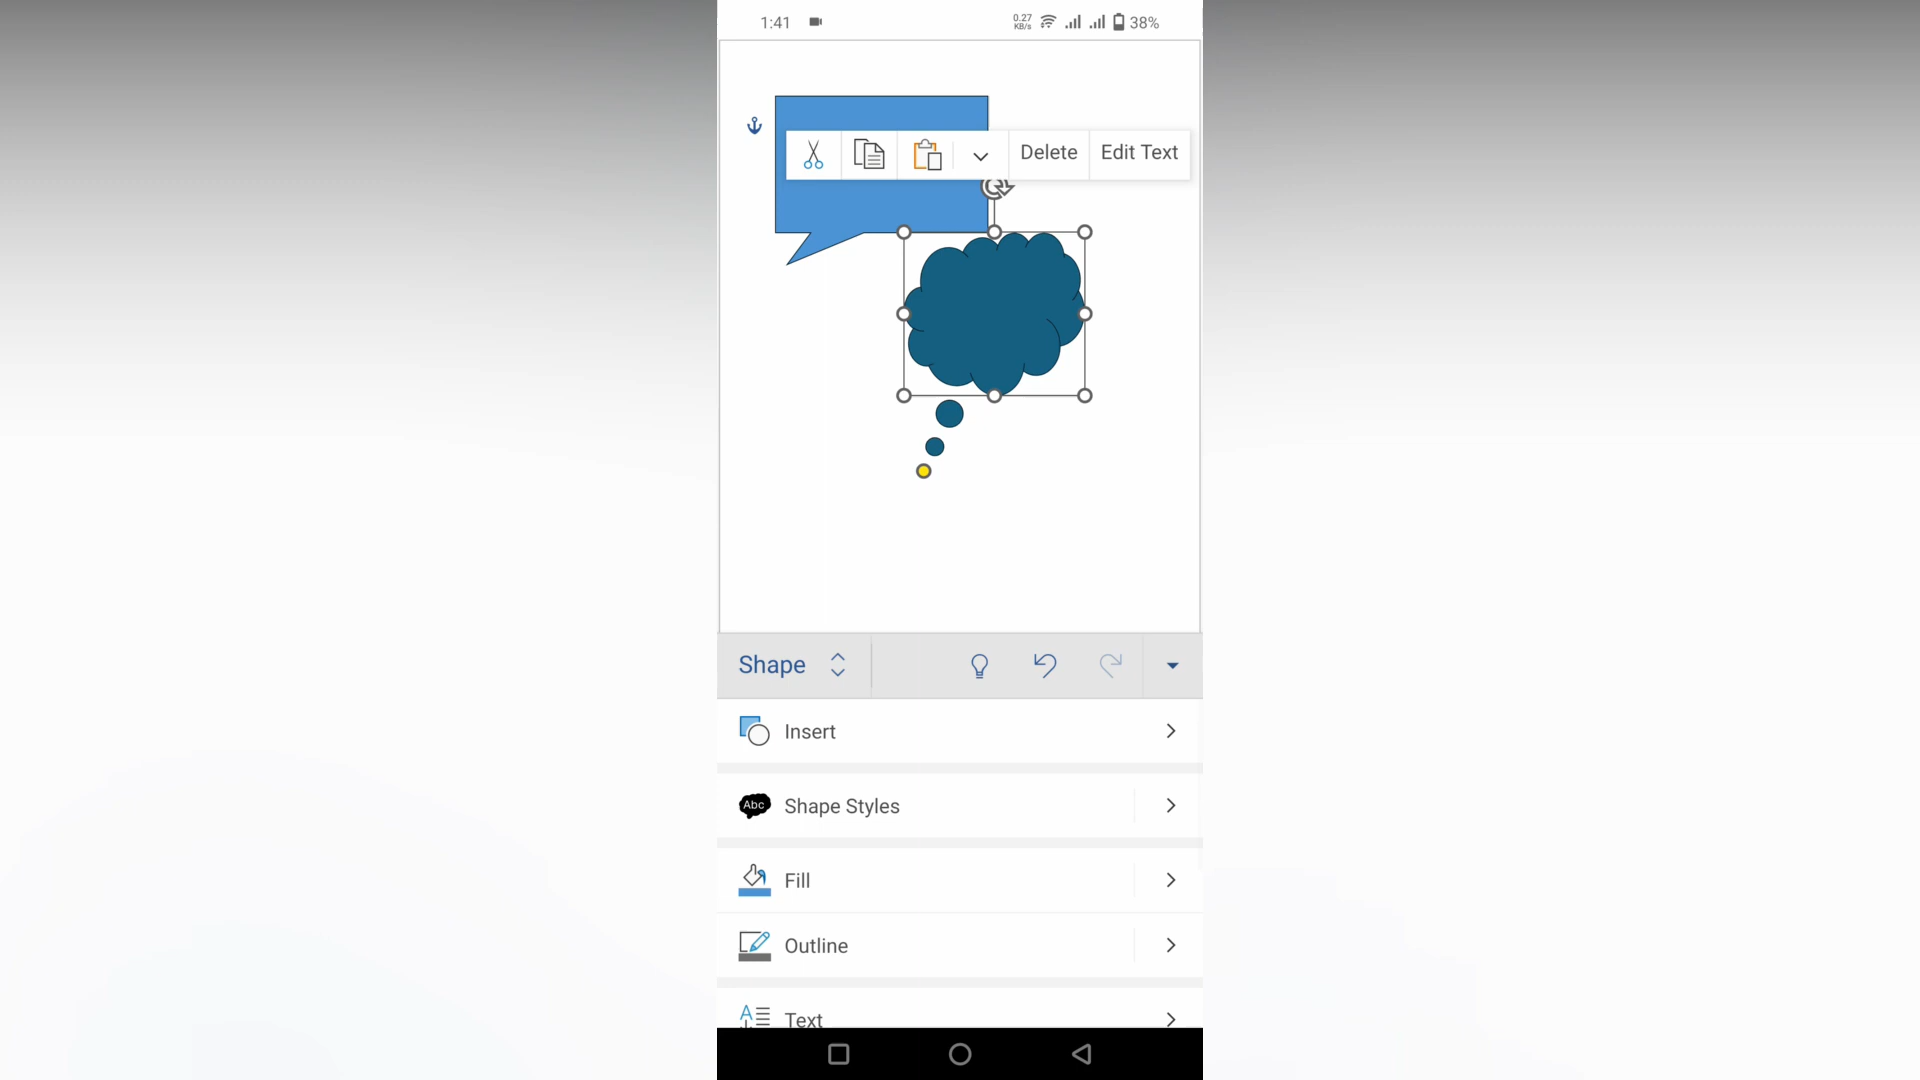 1:41
0.27
KB/s
38%
Delete
Edit Text
Shape
Insert
Abc
Shape Styles
Fill
Outline
A
Text